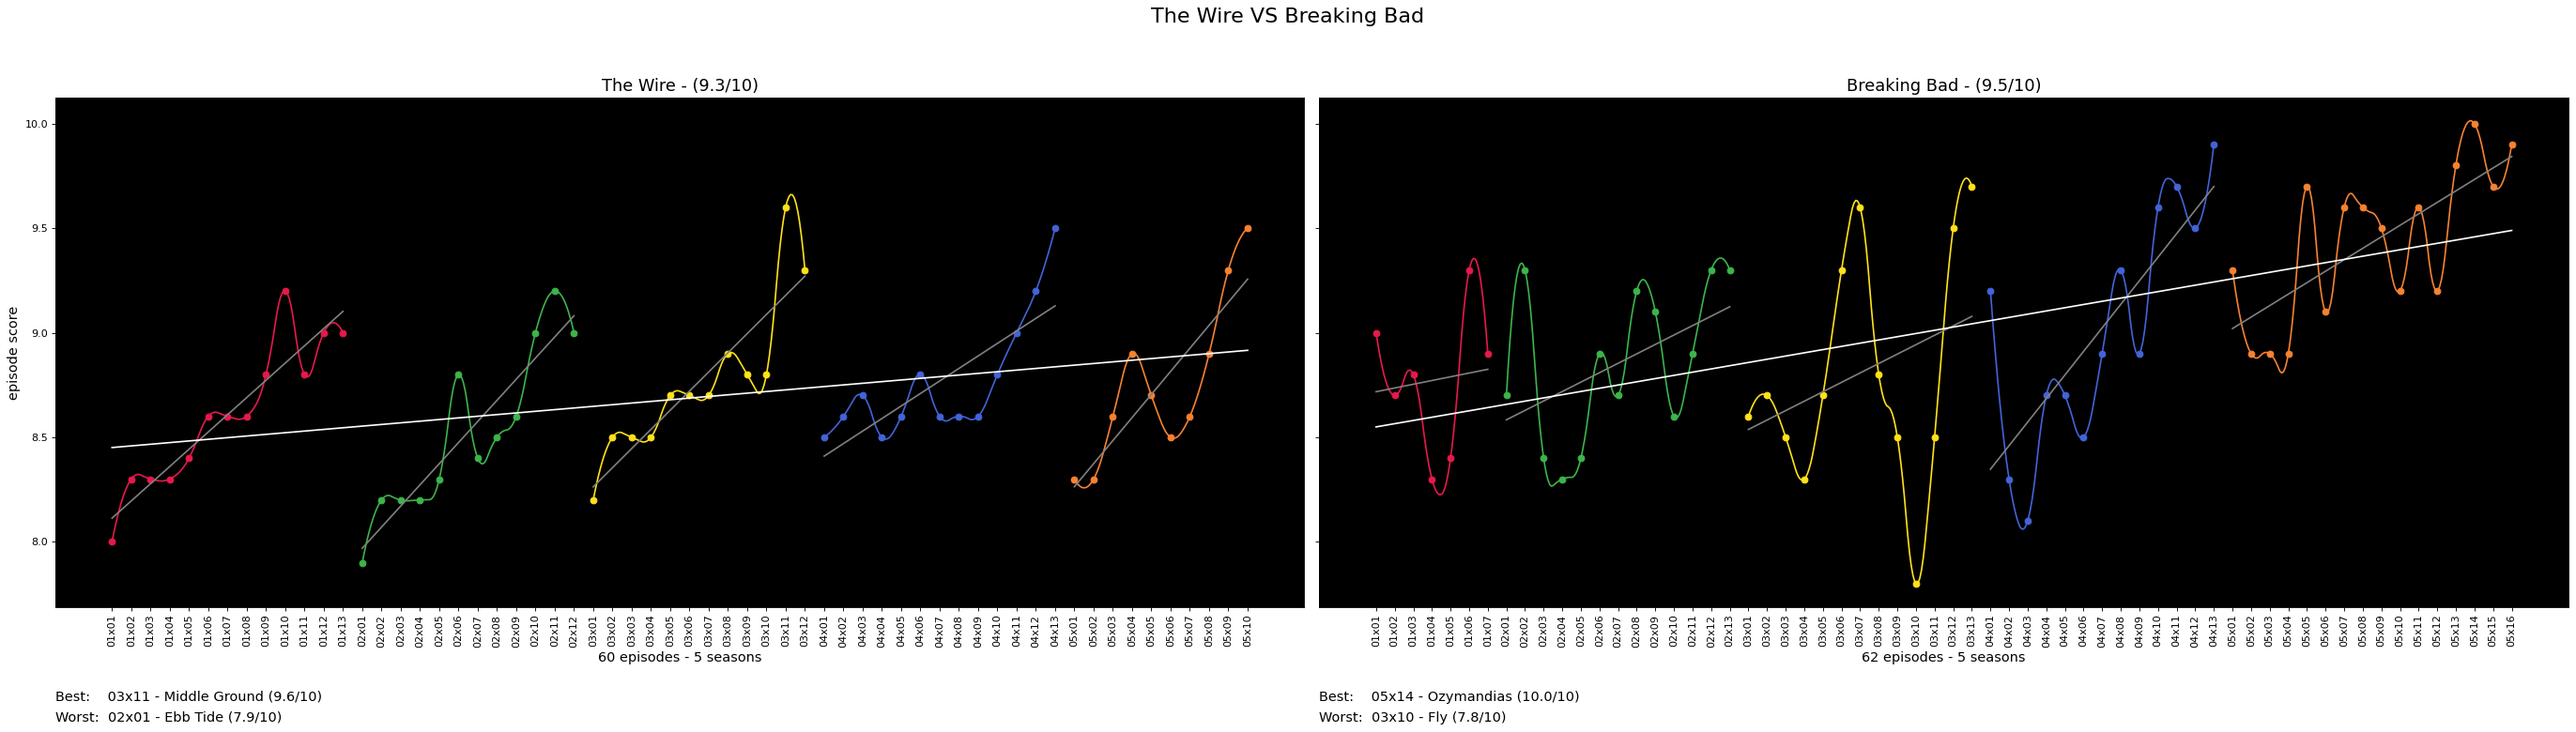 The Wire VS Breaking Bad
The Wire - (9.3/10)
episode score
10.0
9.5
9.0
8.5
8.0
01x01 01x02 01x03 01x04 01x05 01x06 01x07 01x08 01x09 01x10 01x11 01x12 01x13 02x01 02x02 02x03 02x04 02x05 02x06 02x07 02x08 02x09 02x10 02x11 02x12 03x01 03x02 03x03 03x04 03x05 03x06 03x07 03x08 03x09 03x10 03x11 03x12 04x01 04x02 04x03 04x04 04x05 04x06 04x07 04x08 04x09 04x10 04x11 04x12 04x13 05x01 05x02 05x03 05x04 05x05 05x06 05x07 05x08 05x09 05x10
60 episodes - 5 seasons
Best: 03x11 - Middle Ground (9.6/10)
Worst: 02x01 - Ebb Tide (7.9/10)
Breaking Bad - (9.5/10)
01x01 01x02 01x03 01x04 01x05 01x06 01x07 02x01 02x02 02x03 02x04 02x05 02x06 02x07 02x08 02x09 02x10 02x11 02x12 02x13 03x01 03x02 03x03 03x04 03x05 03x06 03x07 03x08 03x09 03x10 03x11 03x12 03x13 04x01 04x02 04x03 04x04 04x05 04x06 04x07 04x08 04x09 04x10 04x11 04x12 04x13 05x01 05x02 05x03 05x04 05x05 05x06 05x07 05x08 05x09 05x10 05x11 05x12 05x13 05x14 05x15 05x16
62 episodes - 5 seasons
Best: 05x14 - Ozymandias (10.0/10)
Worst: 03x10 - Fly (7.8/10)